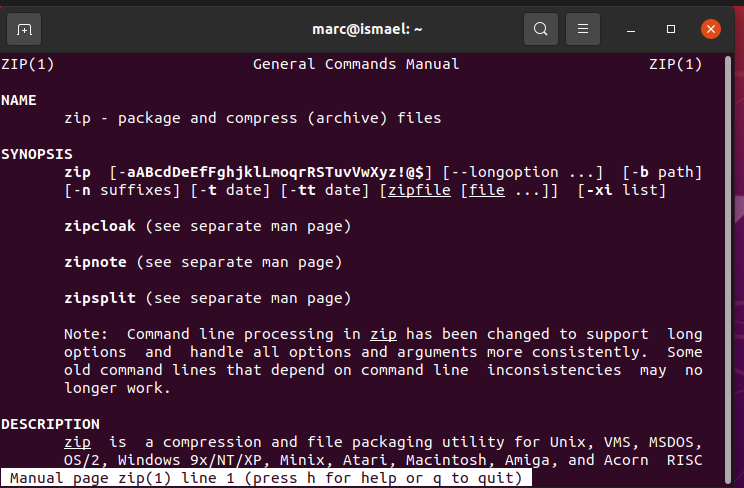 marc@ismael: ~
ZIP(1) General Commands Manual ZIP(1)
NAME
zip - package and compress (archive) files
SYNOPSIS
zip [-aABcdDeEfFghjklLmoqrRSTuvVwXyz!@$] [--longoption ...] [-b path]
[-n suffixes] [-t date] [-tt date] [zipfile [file ...]] [-xi list]
zipcloak (see separate man page)
zipnote (see separate man page)
zipsplit (see separate man page)
Note: Command line processing in zip has been changed to support long
options and handle all options and arguments more consistently. Some
old command lines that depend on command line inconsistencies may no
longer work.
DESCRIPTION
zip is a compression and file packaging utility for Unix, VMS, MSDOS,
OS/2, Windows 9x/NT/XP, Minix, Atari, Macintosh, Amiga, and Acorn RISC
Manual page zip(1) line 1 (press h for help or q to quit)